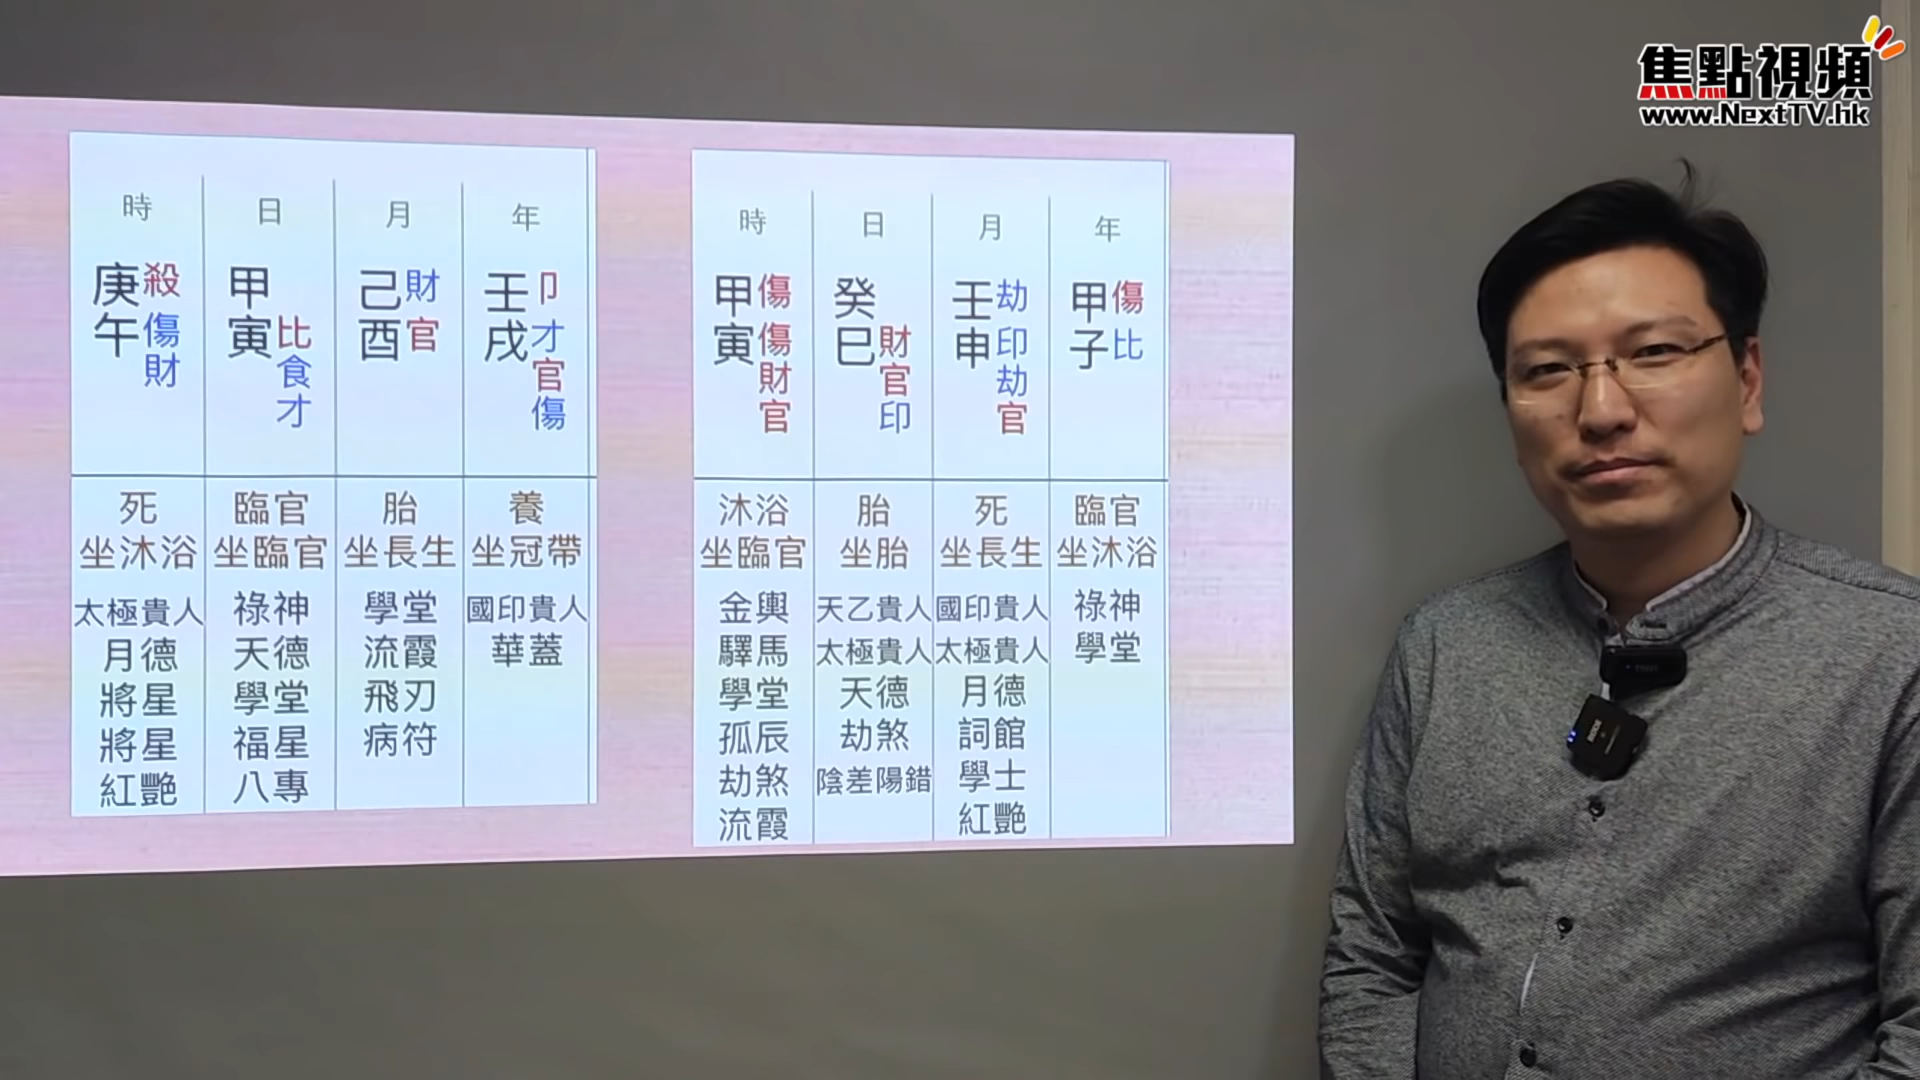 焦點視頻
www.NextTV.hk
時 日 月 年
庚 殺 甲 己 財 壬 卩
午 傷 財 寅 比 食 才 酉 官 戌 才 官 傷
死 臨官 胎 養
坐沐浴 坐臨官 坐長生 坐冠帶
太極貴人 祿神 學堂 國印貴人
月德 天德 流霞 華蓋
將星 學堂 飛刃
將星 福星 病符
紅艷 八專
時 日 月 年
甲 傷 癸 壬 劫 甲 傷
寅 傷 財 官 巳 財 官 印 申 印 劫 官 子 比
沐浴 胎 死 臨官
坐臨官 坐胎 坐長生 坐沐浴
金輿 天乙貴人 國印貴人 祿神
驛馬 太極貴人 太極貴人 學堂
學堂 天德 月德
孤辰 劫煞 詞館
劫煞 陰差陽錯 學士
流霞 紅艷